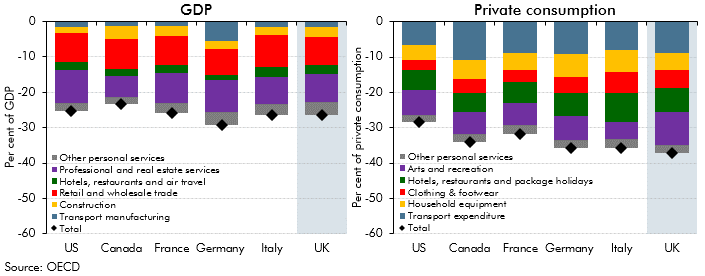 GDP
Per cent of GDP
0
-10
-20
-30
-40
-50
-60
Other personal services
Professional and real estate services
Hotels, restaurants and air travel
Retail and wholesale trade
Construction
Transport manufacturing
Total
US Canada France Germany Italy UK
Private consumption
Per cent of private consumption
0
-10
-20
-30
-40
-50
-60
Other personal services
Arts and recreation
Hotels, restaurants and package holidays
Clothing & footwear
Household equipment
Transport expenditure
Total
US Canada France Germany Italy UK
Source: OECD